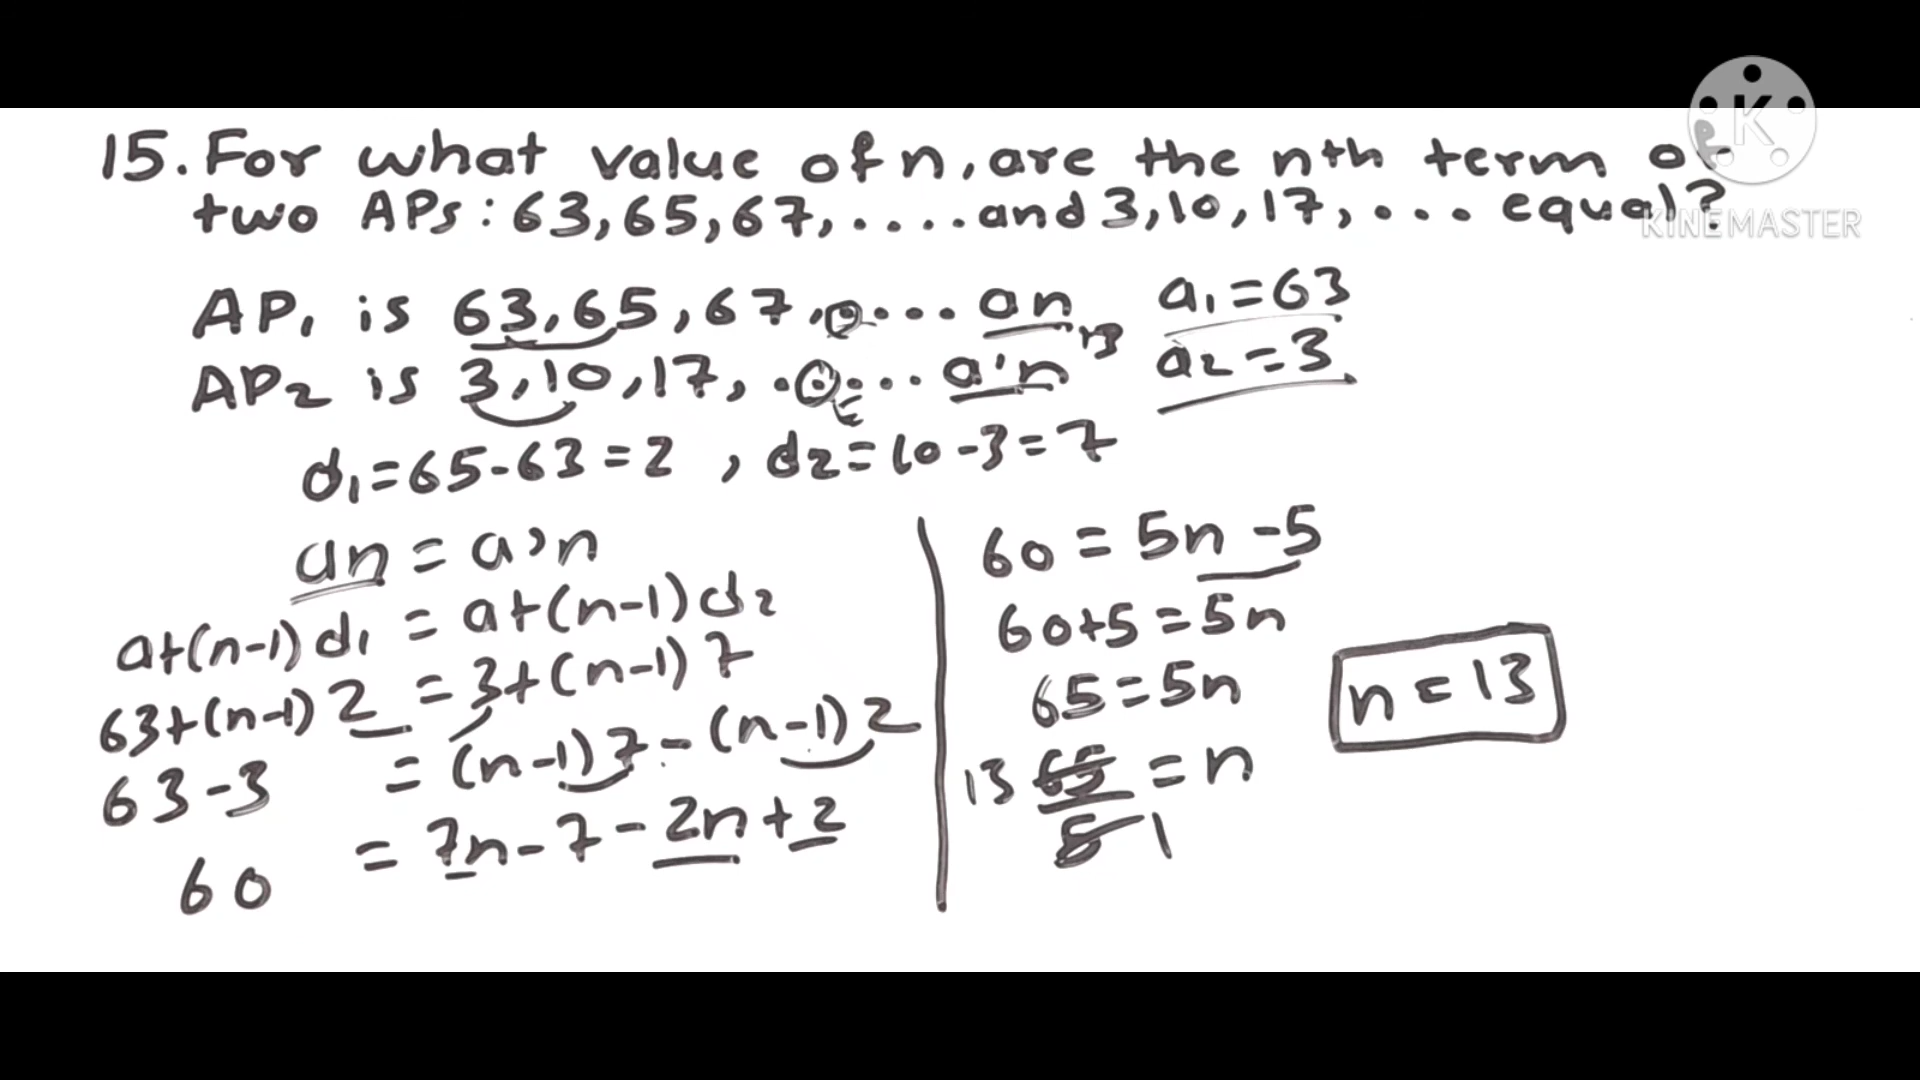 15. For what value of n, are the nth term of
two APs: 63, 65, 67, .... and 3, 10, 17, ... equal?
K
KINEMASTER
AP1 is 63, 65, 67, .... an a1 = 63
13
AP2 is 3, 10, 17, .... a'n a2 = 3
d1 = 65 - 63 = 2 , d2 = 10 - 3 = 7
an = a'n
a+(n-1) d1 = a+(n-1) d2
63+(n-1) 2 = 3+(n-1) 7
63-3 = (n-1) 7 - (n-1) 2
60 = 7n - 7 - 2n + 2
60 = 5n - 5
60+5 = 5n
65 = 5n
13 65 = n
5 1
n = 13